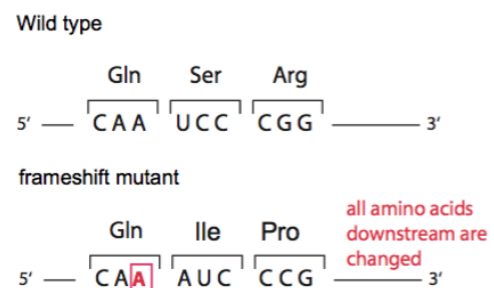 Wild type
Gln Ser Arg
5′ CAA UCC CGG 3′
frameshift mutant
Gln Ile Pro
all amino acids
downstream are
changed
5′ CAA AUC CCG 3′